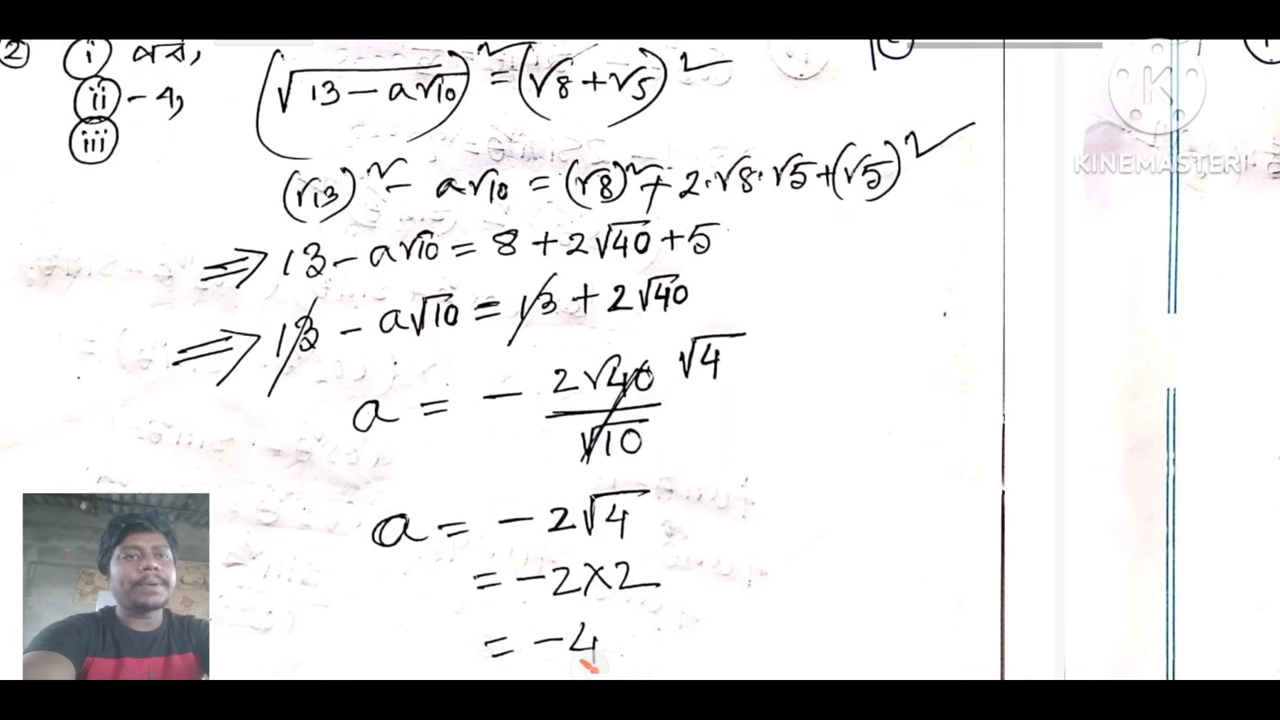 ② ⓘ
ⓘⓘ - 4,
ⓘⓘⓘ
(√13 - a√10)² = (√8 + √5)²
(√13)² - a√10 = (√8)² + 2·√8·√5 + (√5)²
⇒ 13 - a√10 = 8 + 2√40 + 5
⇒ 13 - a√10 = 13 + 2√40
a = - 2√40 / √10 √4
a = - 2√4
= - 2×2
= - 4
KINEMASTER